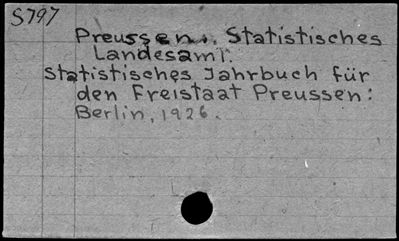 S797
Preussen. Statistisches
Landesamt.
Statistisches Jahrbuch für
den Freistaat Preussen:
Berlin, 1926.